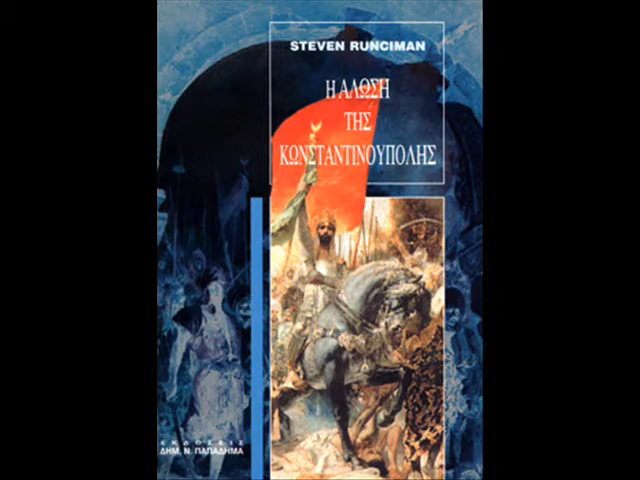 STEVEN RUNCIMAN
Η ΑΛΩΣΗ
ΤΗΣ
ΚΩΝΣΤΑΝΤΙΝΟΥΠΟΛΗΣ
ΕΚΔΟΣΕΙΣ
ΔΗΜ. Ν. ΠΑΠΑΔΗΜΑ